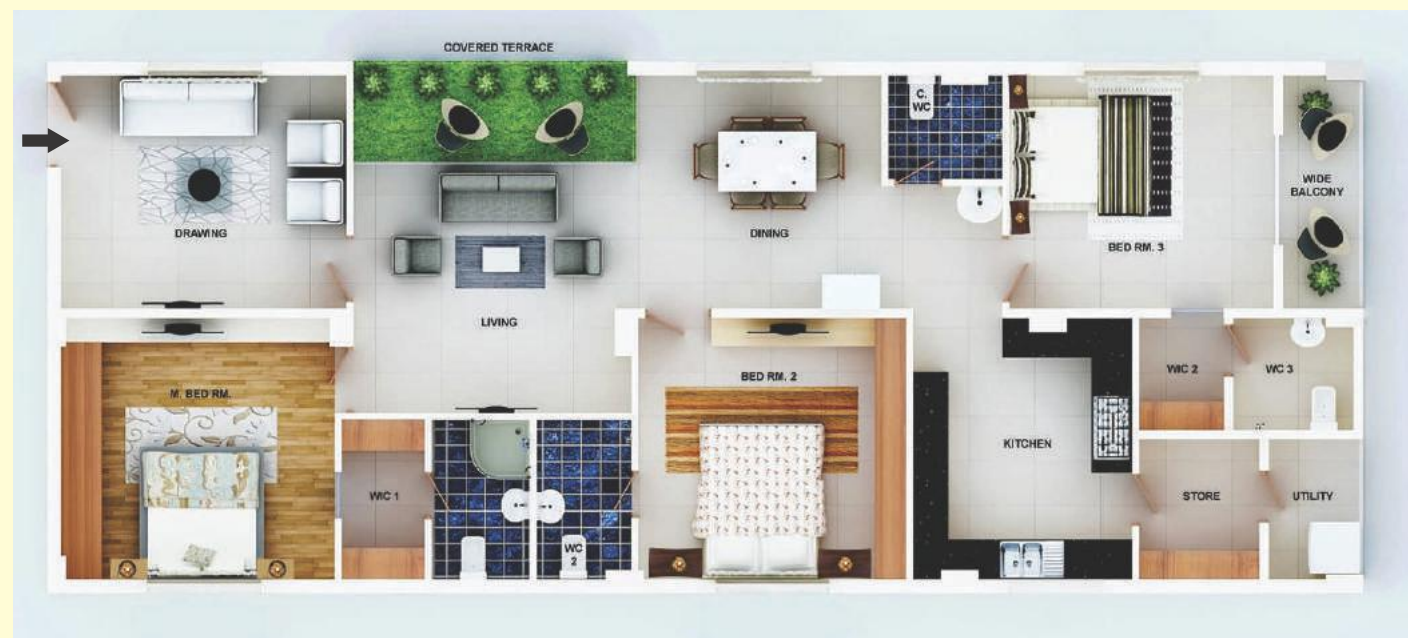 COVERED TERRACE
C.
WC
WIDE
BALCONY
DRAWING
DINING
BED RM. 3
LIVING
WIC 2
WC 3
BED RM. 2
M. BED RM.
KITCHEN
WIC 1
STORE
UTILITY
WC
2